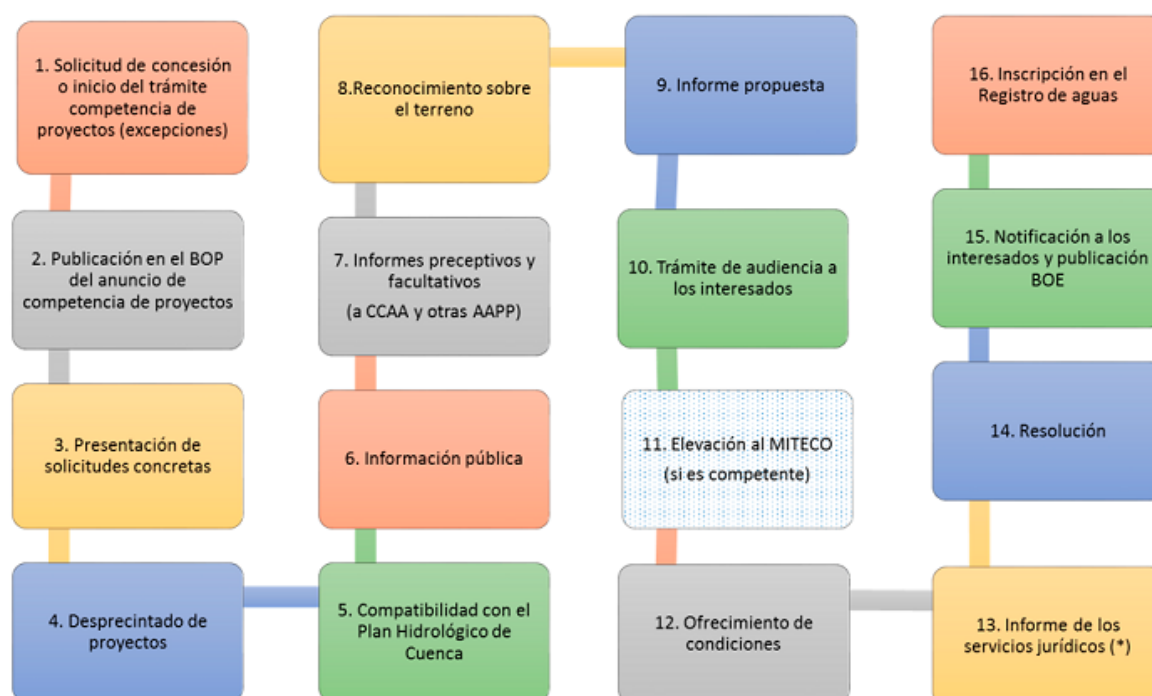 1. Solicitud de concesión
o inicio del trámite
competencia de
proyectos (excepciones)
2. Publicación en el BOP
del anuncio de
competencia de proyectos
3. Presentación de
solicitudes concretas
4. Desprecintado de
proyectos
5. Compatibilidad con el
Plan Hidrológico de
Cuenca
6. Información pública
7. Informes preceptivos y
facultativos
(a CCAA y otras AAPP)
8.Reconocimiento sobre
el terreno
9. Informe propuesta
10. Trámite de audiencia a
los interesados
11. Elevación al MITECO
(si es competente)
12. Ofrecimiento de
condiciones
13. Informe de los
servicios jurídicos (*)
14. Resolución
15. Notificación a los
interesados y publicación
BOE
16. Inscripción en el
Registro de aguas